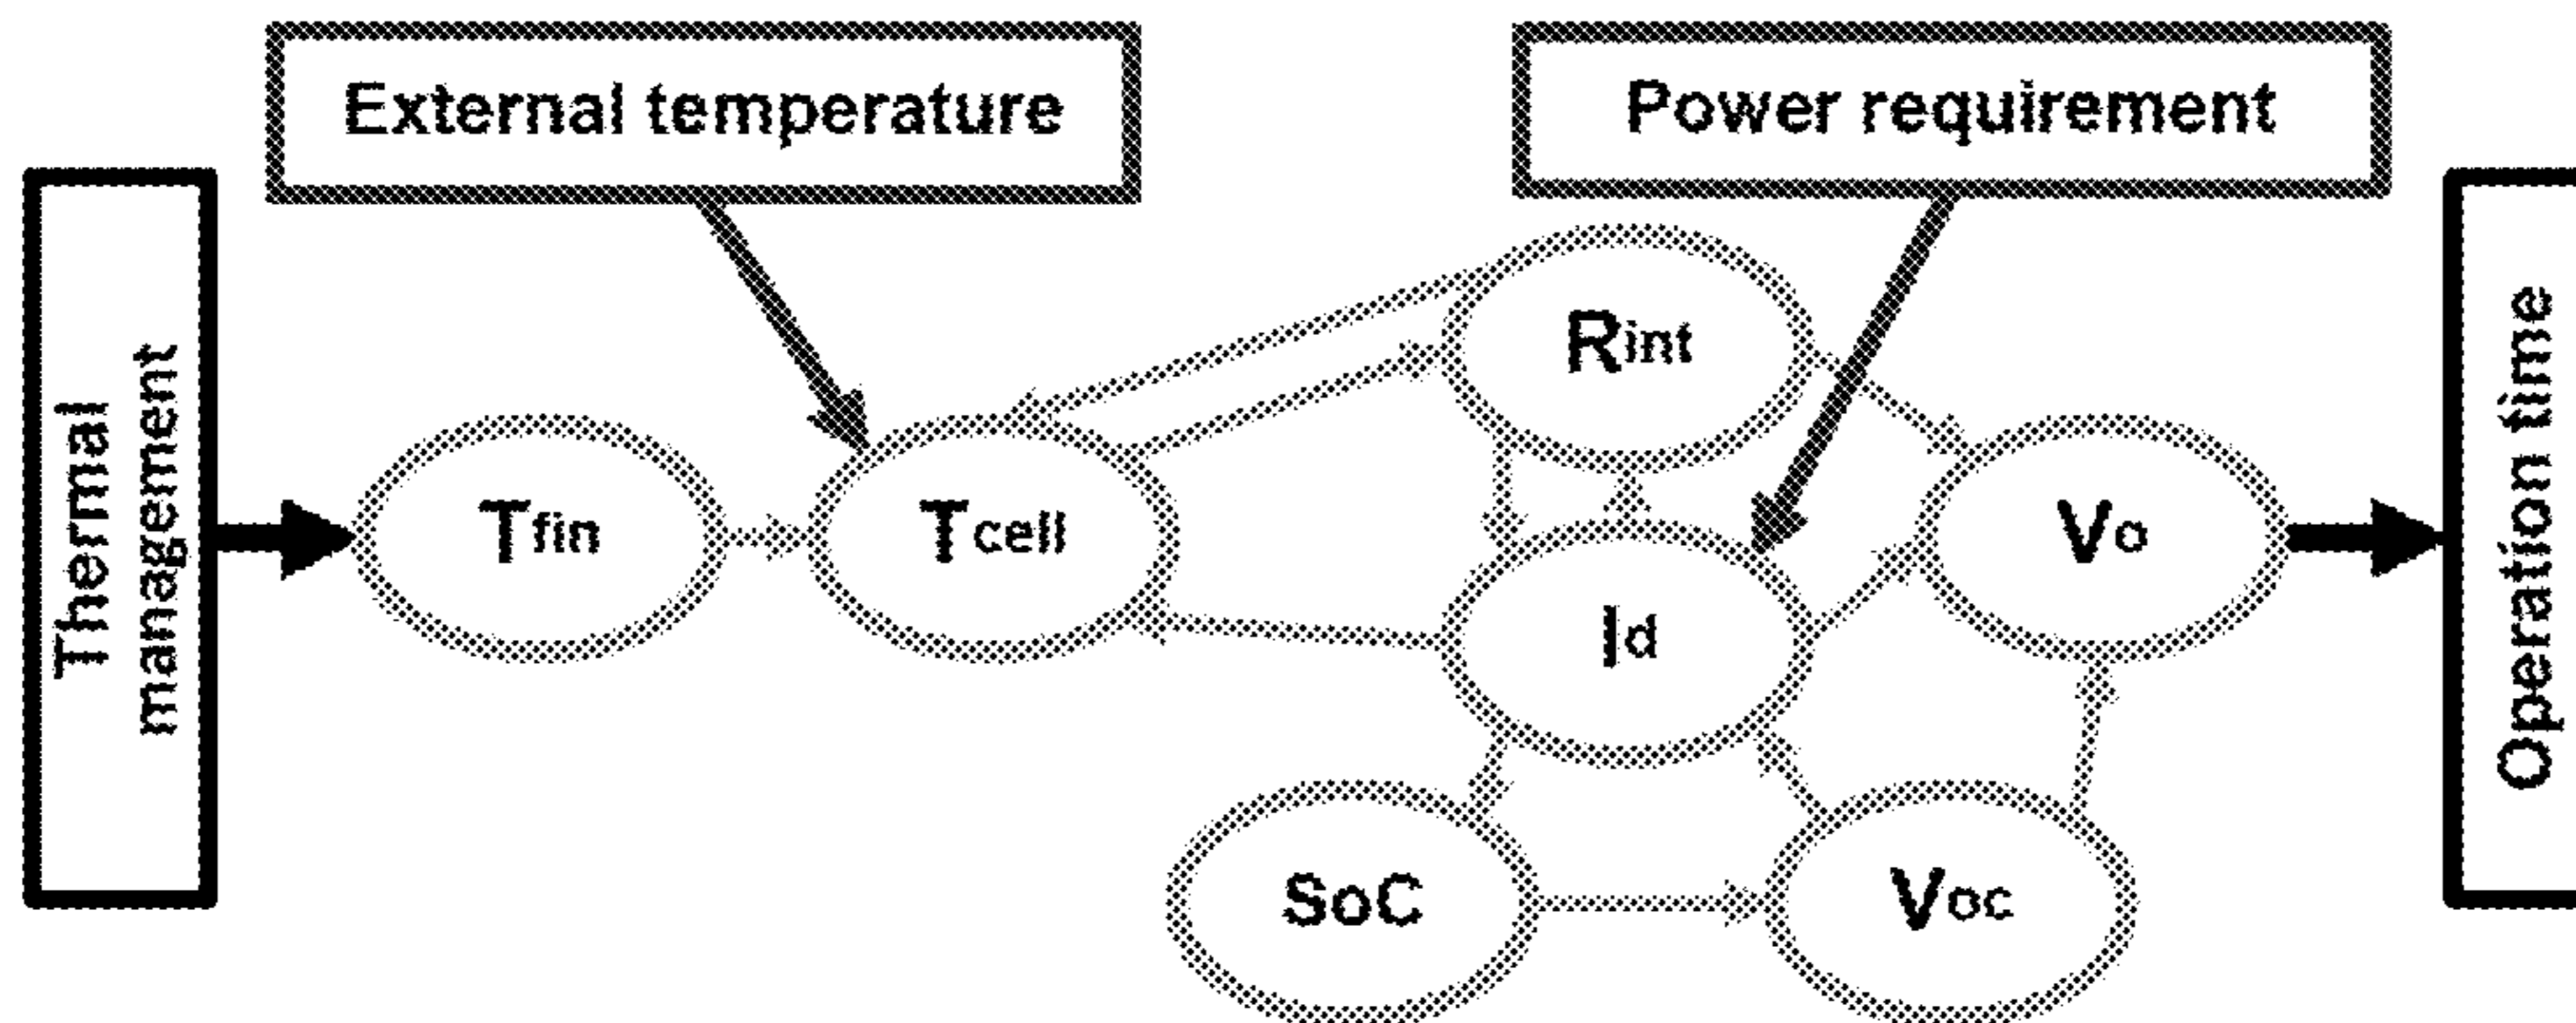 External temperature
Power requirement
Thermal
management
Tfin
Tcell
Rint
Id
Vo
SoC
Voc
Operation time